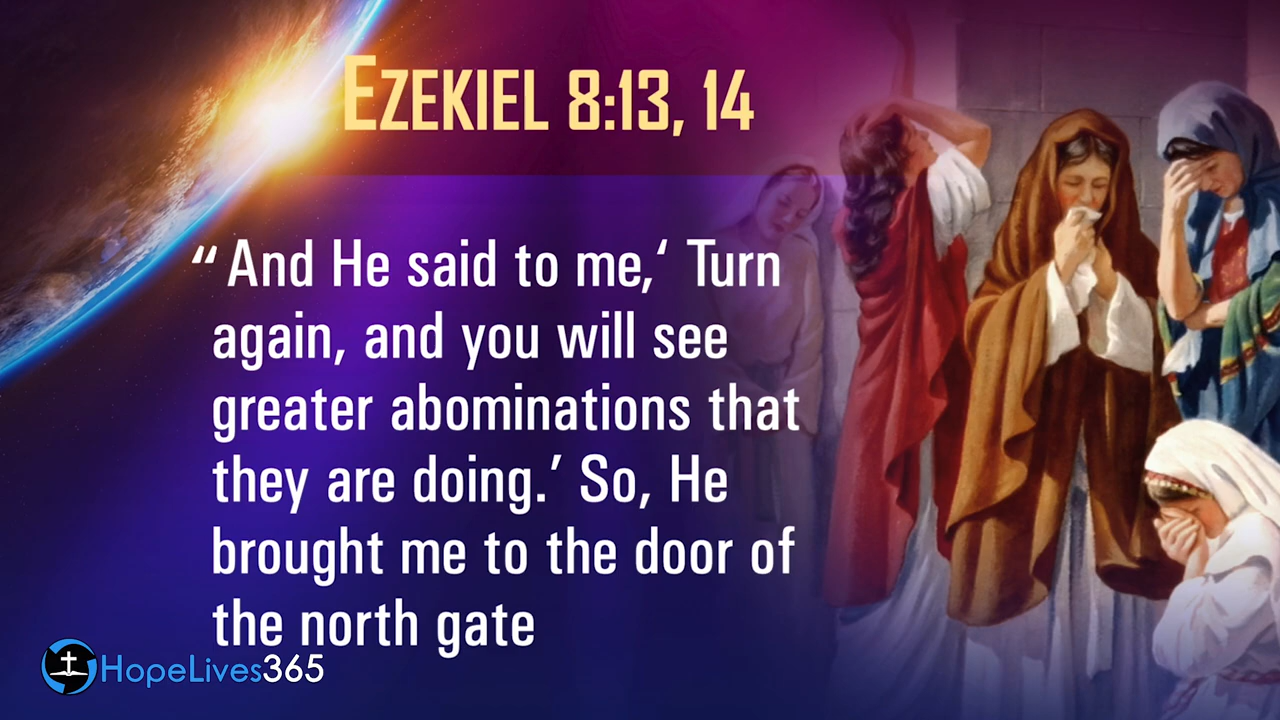 EZEKIEL 8:13, 14
“And He said to me,‘ Turn
again, and you will see
greater abominations that
they are doing.’ So, He
brought me to the door of
the north gate
HopeLives365